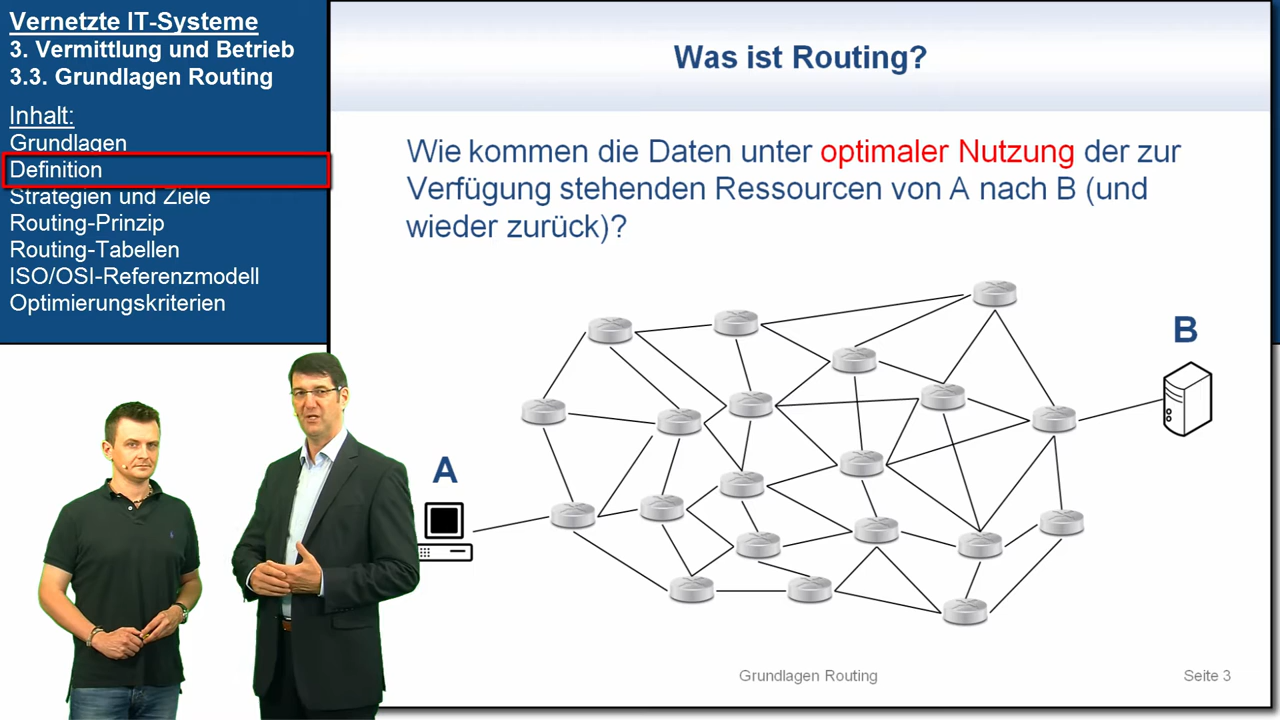 Vernetzte IT-Systeme
3. Vermittlung und Betrieb
3.3. Grundlagen Routing
Inhalt:
Grundlagen
Definition
Strategien und Ziele
Routing-Prinzip
Routing-Tabellen
ISO/OSI-Referenzmodell
Optimierungskriterien
Was ist Routing?
Wie kommen die Daten unter optimaler Nutzung der zur
Verfügung stehenden Ressourcen von A nach B (und
wieder zurück)?
A
B
Grundlagen Routing
Seite 3